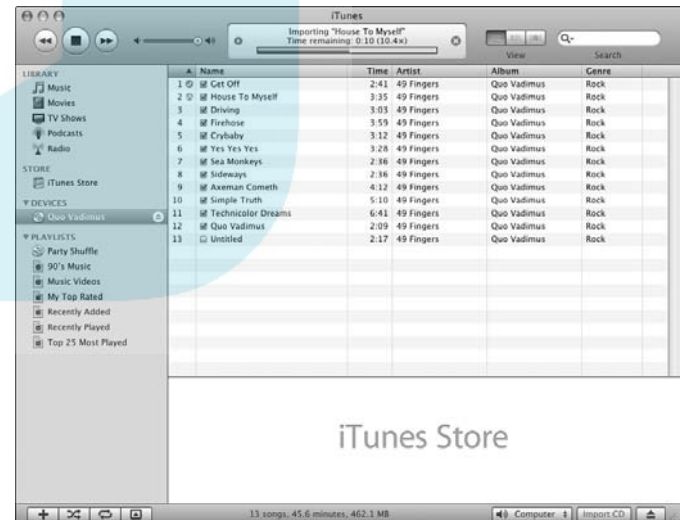 iTunes
Importing "House To Myself"
Time remaining: 0:10 (10.4x)
View
Search
LIBRARY
Music
Movies
TV Shows
Podcasts
Radio
STORE
iTunes Store
DEVICES
Quo Vadimus
PLAYLISTS
Party Shuffle
90's Music
Music Videos
My Top Rated
Recently Added
Recently Played
Top 25 Most Played
Name Time Artist Album Genre
1 Get Off 2:41 49 Fingers Quo Vadimus Rock
2 House To Myself 3:35 49 Fingers Quo Vadimus Rock
3 Driving 3:03 49 Fingers Quo Vadimus Rock
4 Firehose 3:59 49 Fingers Quo Vadimus Rock
5 Crybaby 3:12 49 Fingers Quo Vadimus Rock
6 Yes Yes Yes 3:28 49 Fingers Quo Vadimus Rock
7 Sea Monkeys 2:36 49 Fingers Quo Vadimus Rock
8 Sideways 2:36 49 Fingers Quo Vadimus Rock
9 Axeman Cometh 4:12 49 Fingers Quo Vadimus Rock
10 Simple Truth 5:10 49 Fingers Quo Vadimus Rock
11 Technicolor Dreams 6:41 49 Fingers Quo Vadimus Rock
12 Quo Vadimus 2:09 49 Fingers Quo Vadimus Rock
13 Untitled 2:17 49 Fingers Quo Vadimus Rock
iTunes Store
13 songs, 45.6 minutes, 462.1 MB
Computer
Import CD